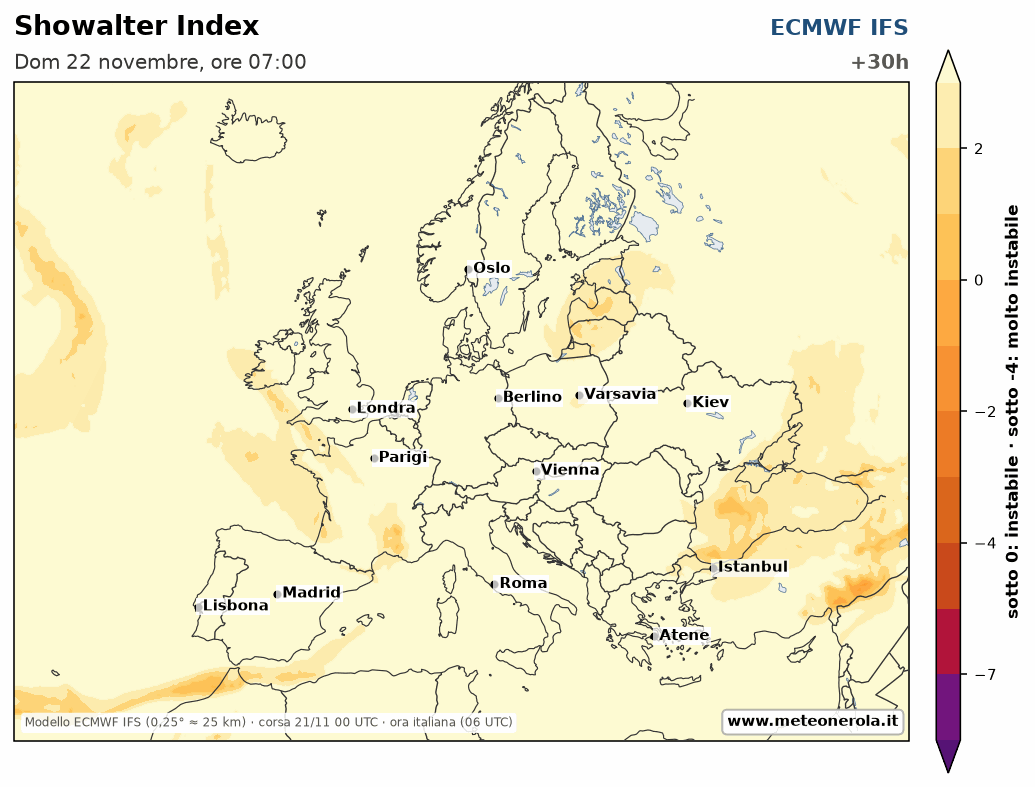 Showalter Index
ECMWF IFS
Dom 22 novembre, ore 07:00
+30h
Oslo
Londra
Berlino
Varsavia
Kiev
Parigi
Vienna
Istanbul
Roma
Madrid
Lisbona
Atene
2
0
−2
−4
−7
sotto 0: instabile · sotto -4: molto instabile
Modello ECMWF IFS (0,25° ≈ 25 km) · corsa 21/11 00 UTC · ora italiana (06 UTC)
www.meteonerola.it